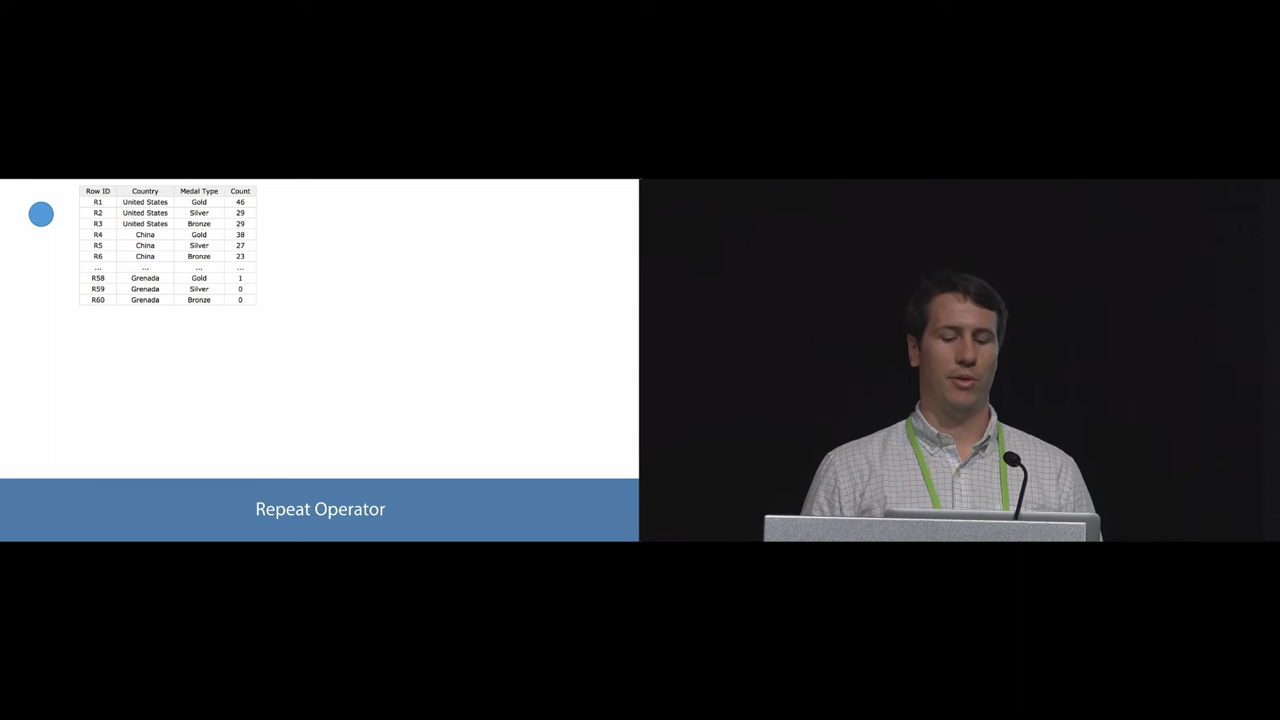 Row ID Country Medal Type Count
R1 United States Gold 46
R2 United States Silver 29
R3 United States Bronze 29
R4 China Gold 38
R5 China Silver 27
R6 China Bronze 23
... ... ... ...
R58 Grenada Gold 1
R59 Grenada Silver 0
R60 Grenada Bronze 0
Repeat Operator